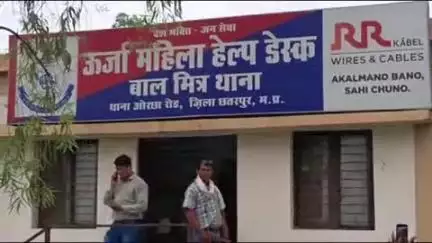 देश भक्ति - जन सेवा
ऊर्जा महिला हेल्प डेस्क
बाल मित्र थाना
थाना ओरछा रोड, ज़िला छतरपुर, म.प्र.
RR
KABEL
WIRES & CABLES
AKALMAND BANO,
SAHI CHUNO.